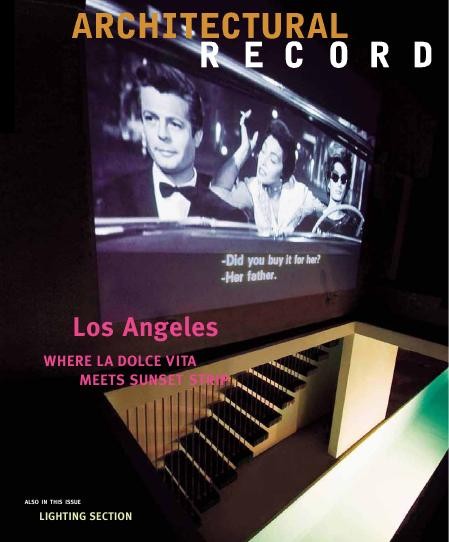 ARCHITECTURAL
RECORD
-Did you buy it for her?
-Her father.
Los Angeles
WHERE LA DOLCE VITA
MEETS SUNSET STRIP
ALSO IN THIS ISSUE
LIGHTING SECTION